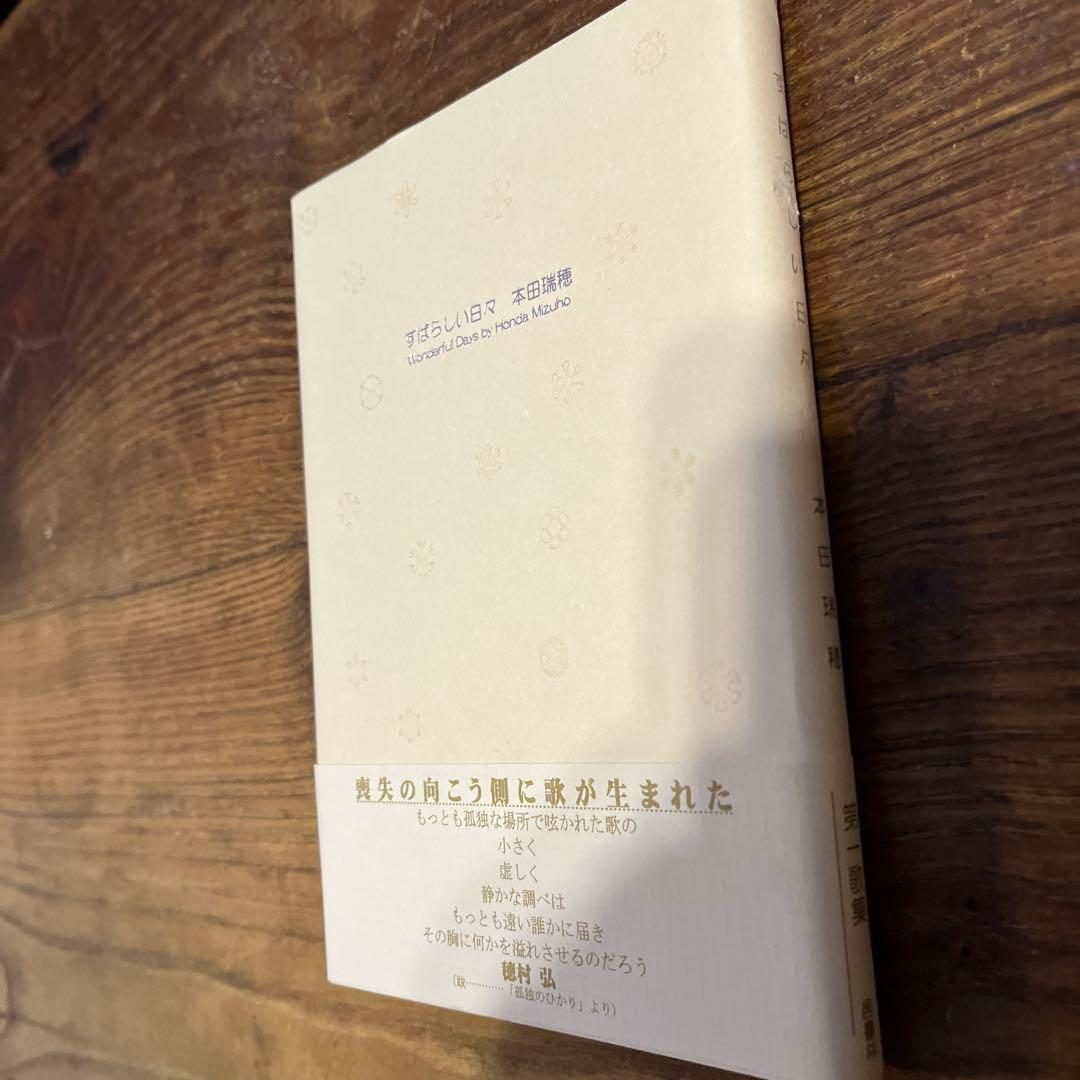 すばらしい日々 本田瑞穂
Wonderful Days by Honda Mizuho
喪失の向こう側に歌が生まれた
もっとも孤独な場所で呟かれた歌の
小さく
虚しく
静かな調べは
もっとも遠い誰かに届き
その胸に何かを溢れさせるのだろう
穂村 弘
(跋…………「孤独のひかり」より)
すばらしい日々
本田瑞穂
第一歌集